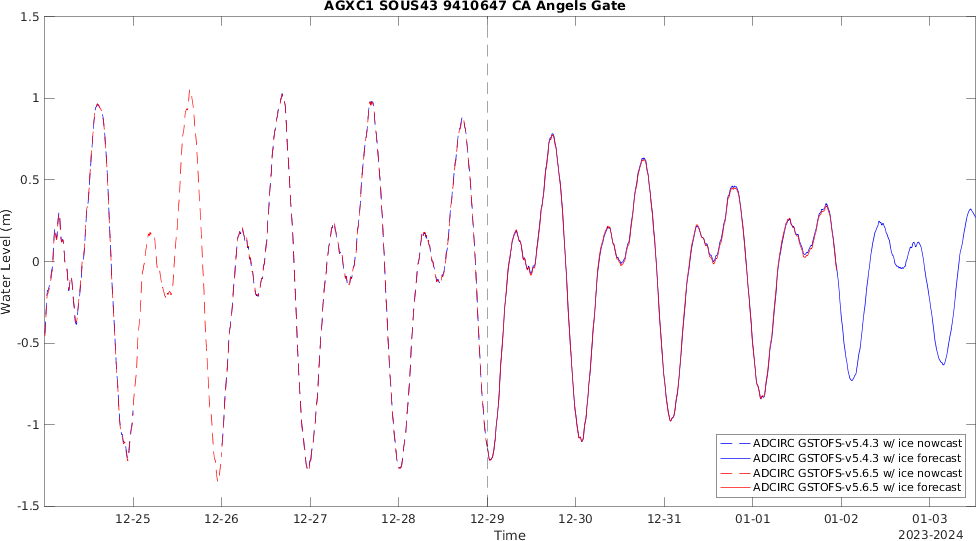 AGXC1 SOUS43 9410647 CA Angels Gate
1.5
1
0.5
0
-0.5
-1
-1.5
Water Level (m)
12-25 12-26 12-27 12-28 12-29 12-30 12-31 01-01 01-02 01-03
Time
2023-2024
ADCIRC GSTOFS-v5.4.3 w/ ice nowcast
ADCIRC GSTOFS-v5.4.3 w/ ice forecast
ADCIRC GSTOFS-v5.6.5 w/ ice nowcast
ADCIRC GSTOFS-v5.6.5 w/ ice forecast